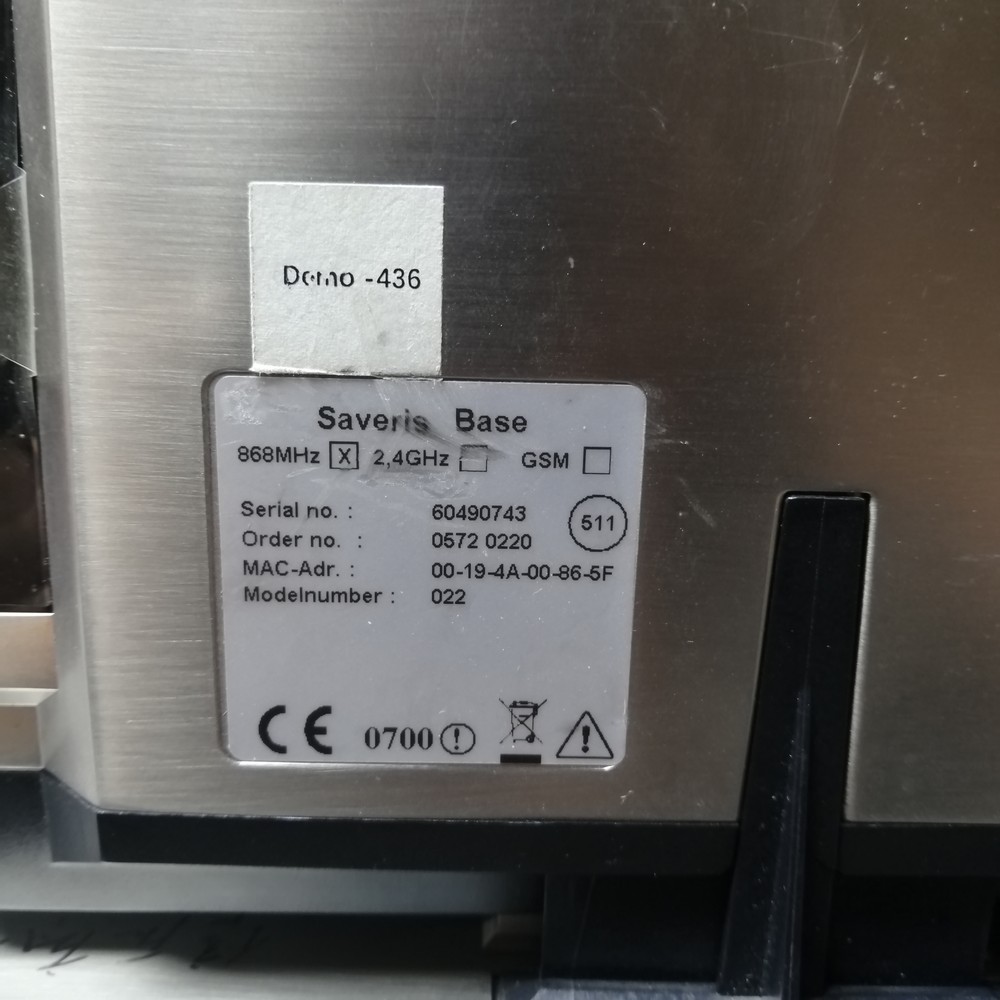 Demo -436
Saveris Base
868MHz X 2,4GHz GSM
Serial no. : 60490743
511
Order no. : 0572 0220
MAC-Adr. : 00-19-4A-00-86-5F
Modelnumber : 022
CE 0700 ! !